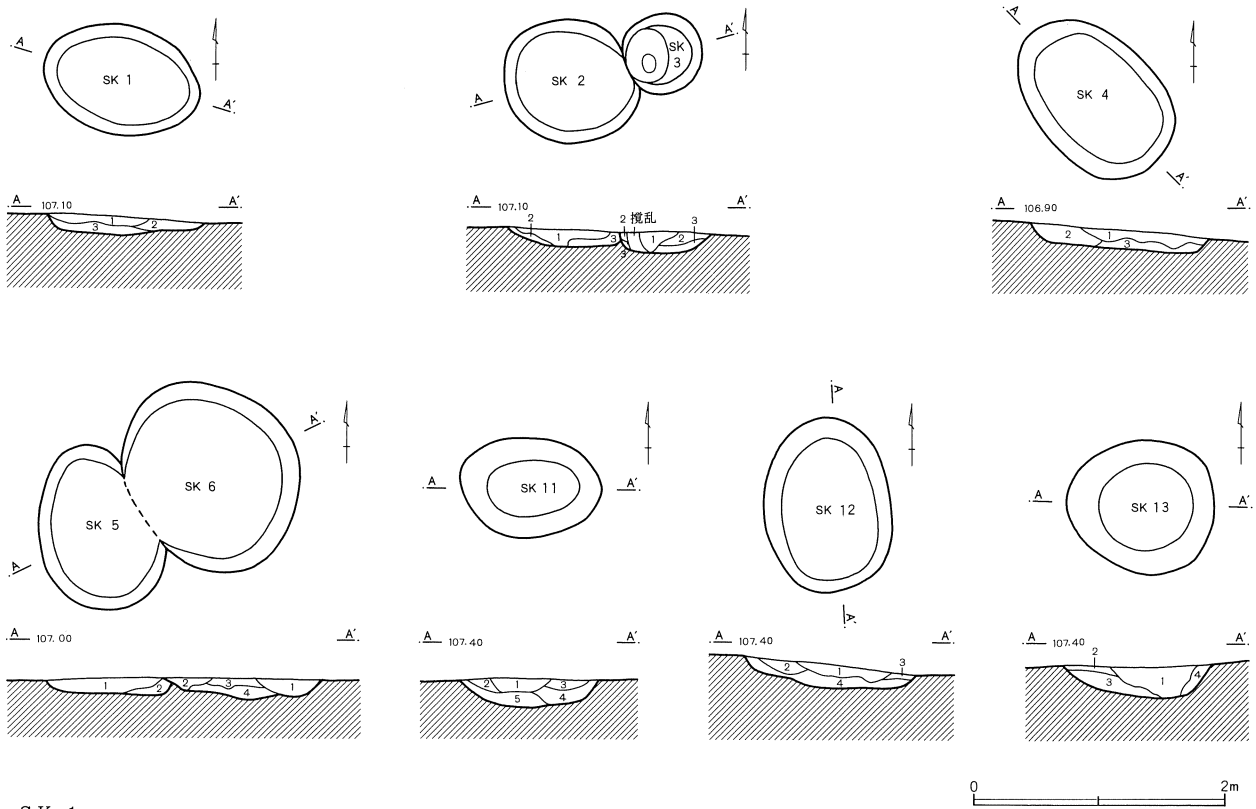 A
SK 1
A'
A 107.10 A'
1
2
3
SK 2
SK
3
A'
A
A 107.10 A'
2 2 撹乱 3
1 3 1 2
3
A
SK 4
A'
A 106.90 A'
2 1
3
SK 5
SK 6
A'
A
A 107.00 A'
1 2 2 3 4 1
A SK 11 A'
A 107.40 A'
2 1 3
5 4
A
SK 12
A'
A 107.40 A'
2 1 3
4
A SK 13 A'
A 107.40 A'
2
3 1 4
0 2m
SK 1